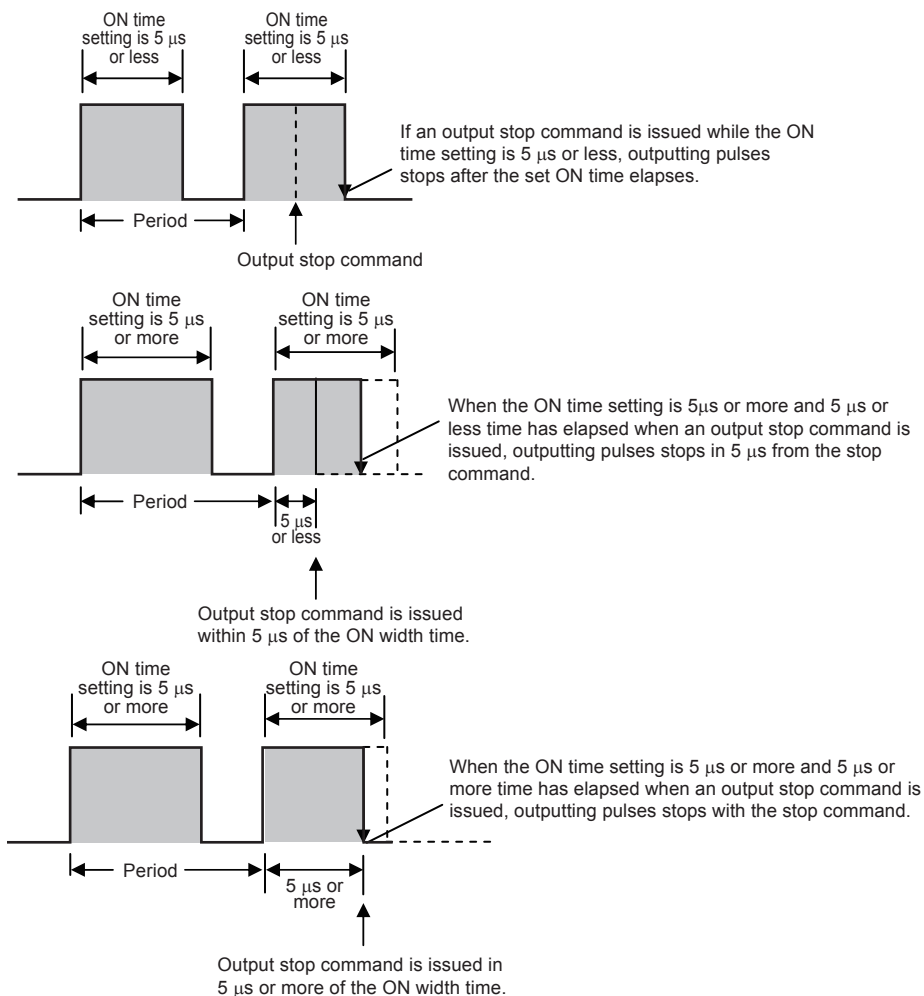 ON time
setting is 5 μs
or less
ON time
setting is 5 μs
or less
If an output stop command is issued while the ON
time setting is 5 μs or less, outputting pulses
stops after the set ON time elapses.
Period
Output stop command
ON time
setting is 5 μs
or more
ON time
setting is 5 μs
or more
When the ON time setting is 5μs or more and 5 μs or
less time has elapsed when an output stop command is
issued, outputting pulses stops in 5 μs from the stop
command.
Period
5 μs
or less
Output stop command is issued
within 5 μs of the ON width time.
ON time
setting is 5 μs
or more
ON time
setting is 5 μs
or more
When the ON time setting is 5 μs or more and 5 μs or
more time has elapsed when an output stop command is
issued, outputting pulses stops with the stop command.
Period
5 μs or
more
Output stop command is issued in
5 μs or more of the ON width time.